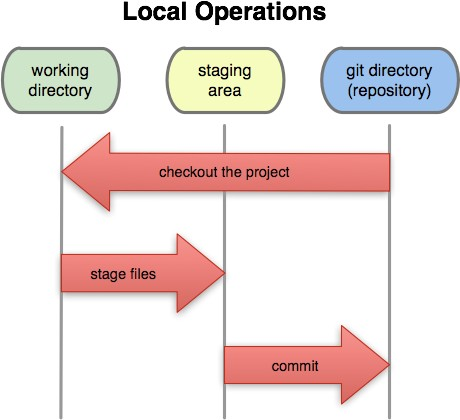 Local Operations
working
directory
staging
area
git directory
(repository)
checkout the project
stage files
commit